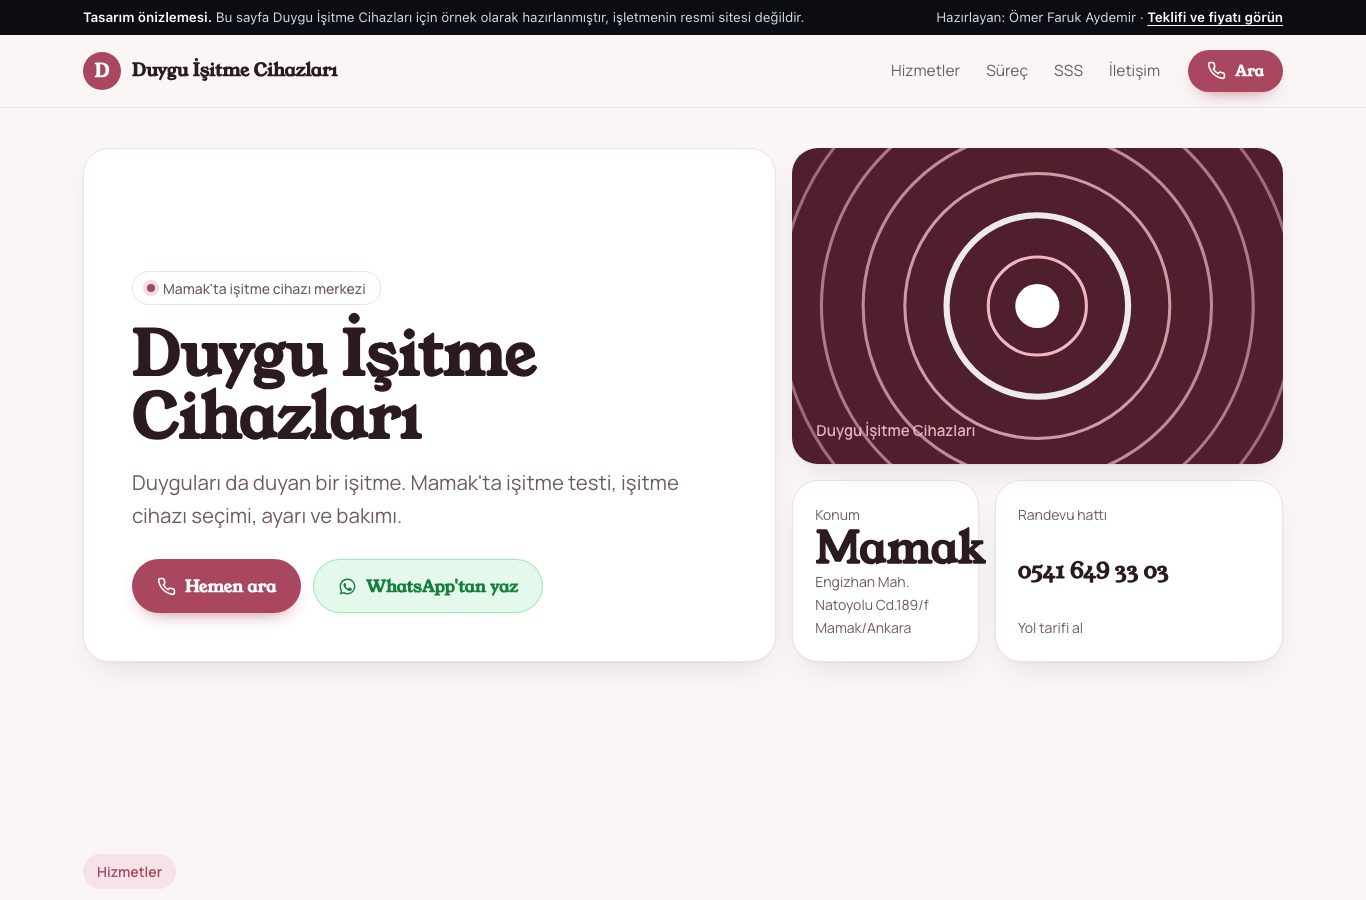 Tasarım önizlemesi. Bu sayfa Duygu İşitme Cihazları için örnek olarak hazırlanmıştır, işletmenin resmi sitesi değildir.
Hazırlayan: Ömer Faruk Aydemir · Teklifi ve fiyatı görün
D
Duygu İşitme Cihazları
Hizmetler
Süreç
SSS
İletişim
Ara
Mamak'ta işitme cihazı merkezi
Duygu İşitme
Cihazları
Duyguları da duyan bir işitme. Mamak'ta işitme testi, işitme
cihazı seçimi, ayarı ve bakımı.
Hemen ara
WhatsApp'tan yaz
Duygu İşitme Cihazları
Konum
Mamak
Engizhan Mah.
Natoyolu Cd.189/f
Mamak/Ankara
Randevu hattı
0541 649 33 03
Yol tarifi al
Hizmetler